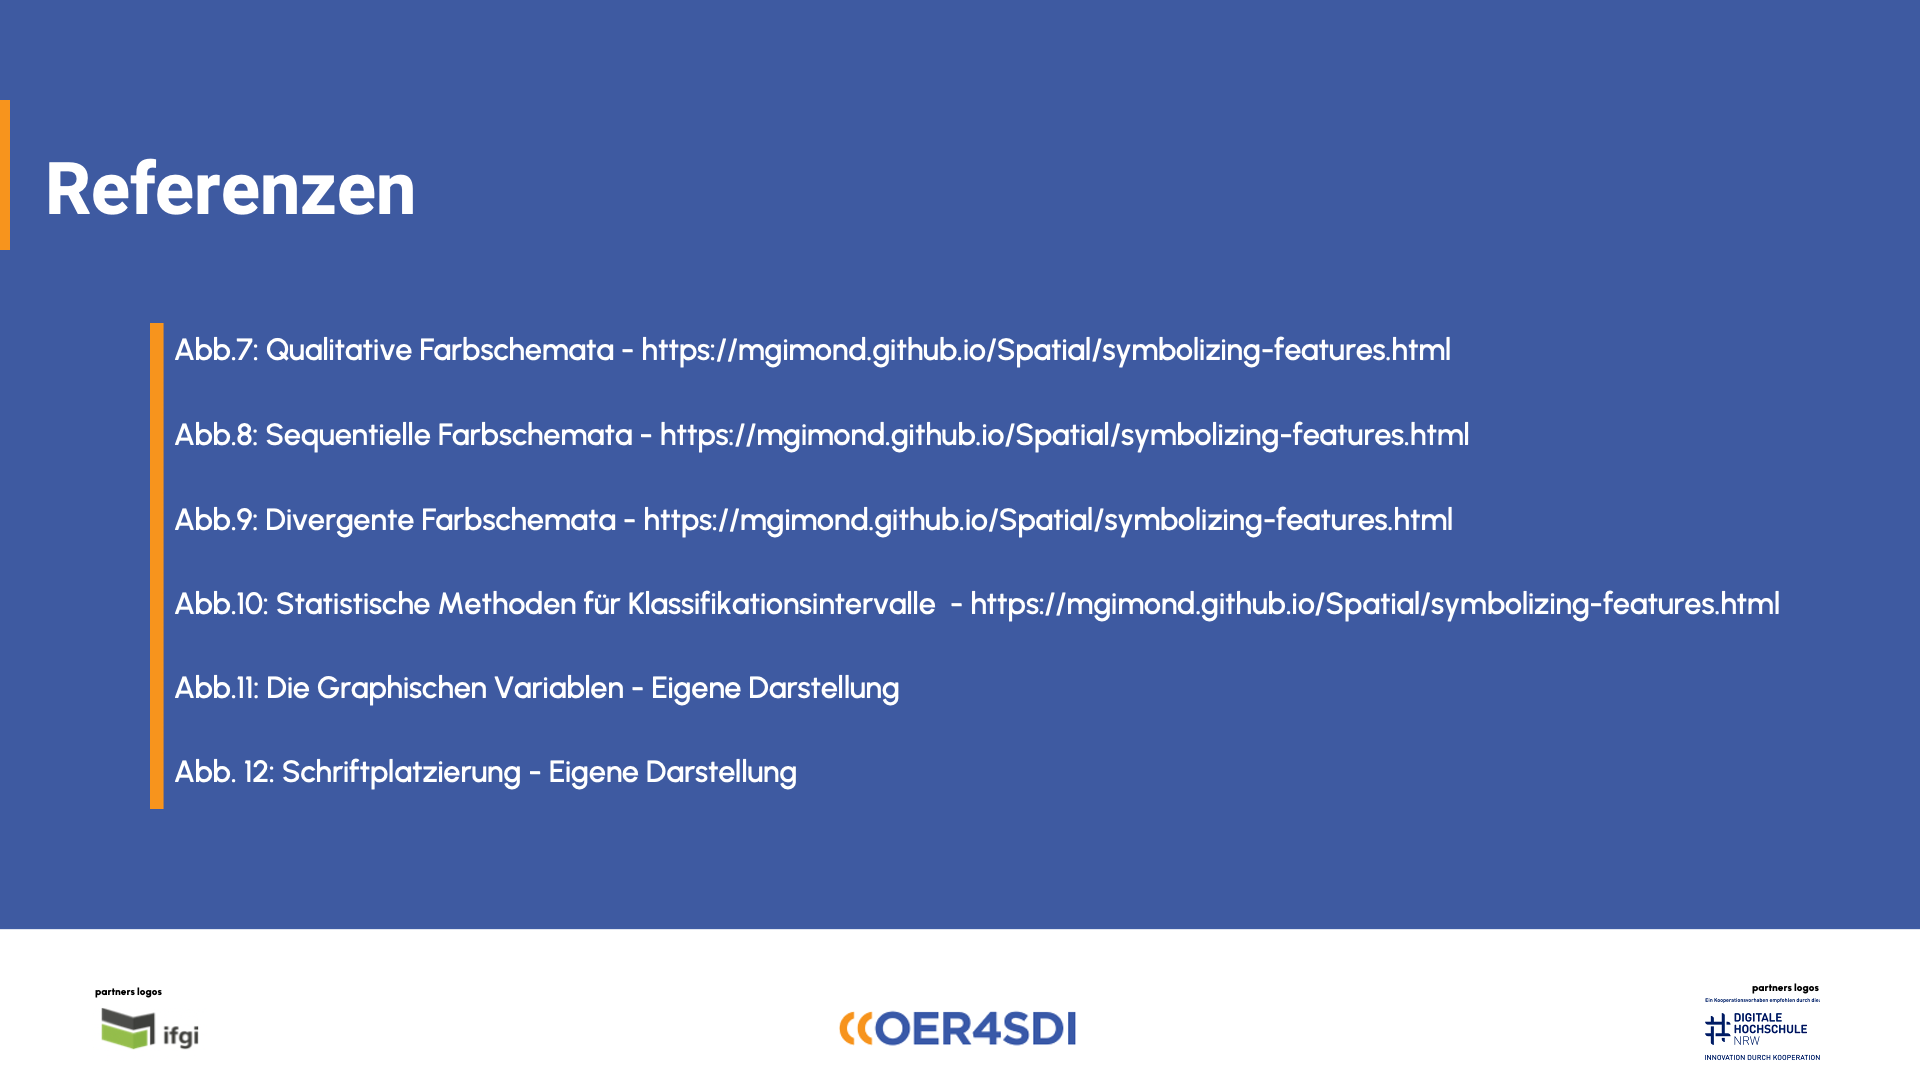 Referenzen
Abb.7: Qualitative Farbschemata - https://mgimond.github.io/Spatial/symbolizing-features.html
Abb.8: Sequentielle Farbschemata - https://mgimond.github.io/Spatial/symbolizing-features.html
Abb.9: Divergente Farbschemata - https://mgimond.github.io/Spatial/symbolizing-features.html
Abb.10: Statistische Methoden für Klassifikationsintervalle  - https://mgimond.github.io/Spatial/symbolizing-features.html
Abb.11: Die Graphischen Variablen - Eigene Darstellung
Abb. 12: Schriftplatzierung - Eigene Darstellung
partners logos
ifgi
OER4SDI
partners logos
Ein Kooperationsvorhaben empfohlen durch die:
DIGITALE
HOCHSCHULE
NRW
INNOVATION DURCH KOOPERATION